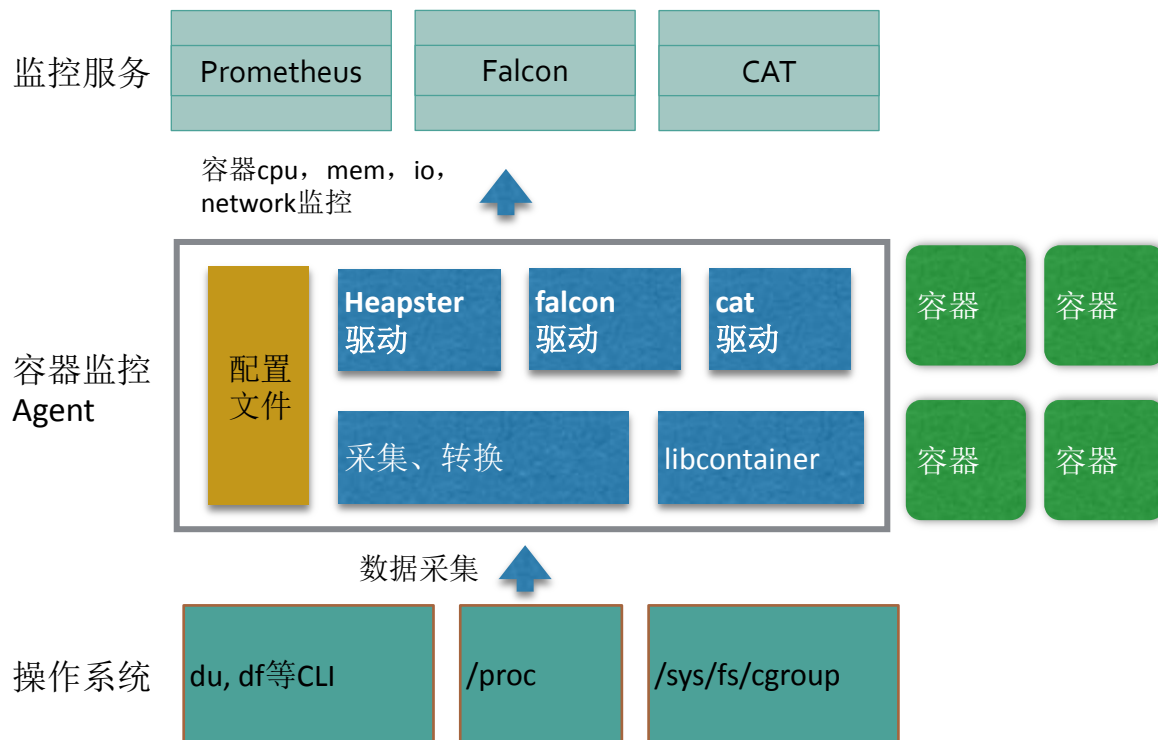 监控服务
Prometheus
Falcon
CAT
容器cpu，mem，io，
network监控
容器监控
Agent
配置
文件
Heapster
驱动
falcon
驱动
cat
驱动
采集、转换
libcontainer
容器
容器
容器
容器
数据采集
操作系统
du, df等CLI
/proc
/sys/fs/cgroup